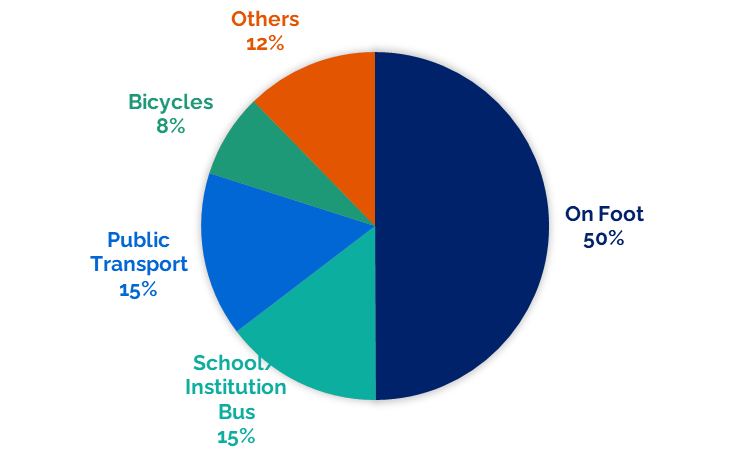 Others
12%
Bicycles
8%
On Foot
50%
Public
Transport
15%
School/
Institution
Bus
15%